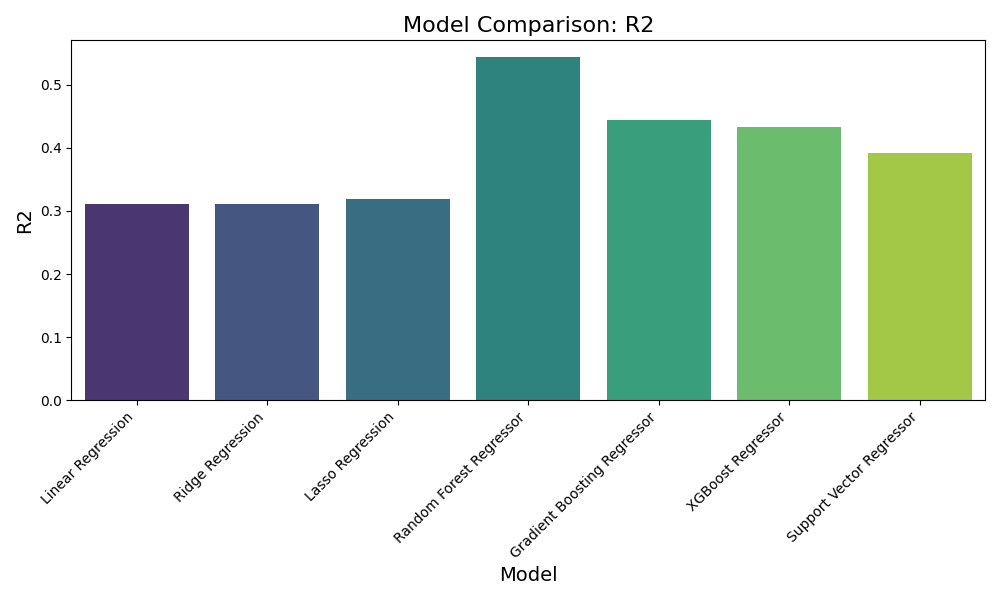 Model Comparison: R2
R2
0.5
0.4
0.3
0.2
0.1
0.0
Linear Regression
Ridge Regression
Lasso Regression
Random Forest Regressor
Gradient Boosting Regressor
XGBoost Regressor
Support Vector Regressor
Model